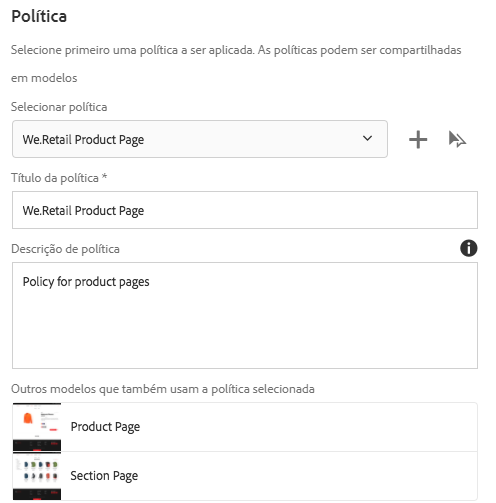 Política
Selecione primeiro uma política a ser aplicada. As políticas podem ser compartilhadas
em modelos
Selecionar política
We.Retail Product Page
Título da política *
We.Retail Product Page
Descrição de política
Policy for product pages
Outros modelos que também usam a política selecionada
Product Page
Section Page